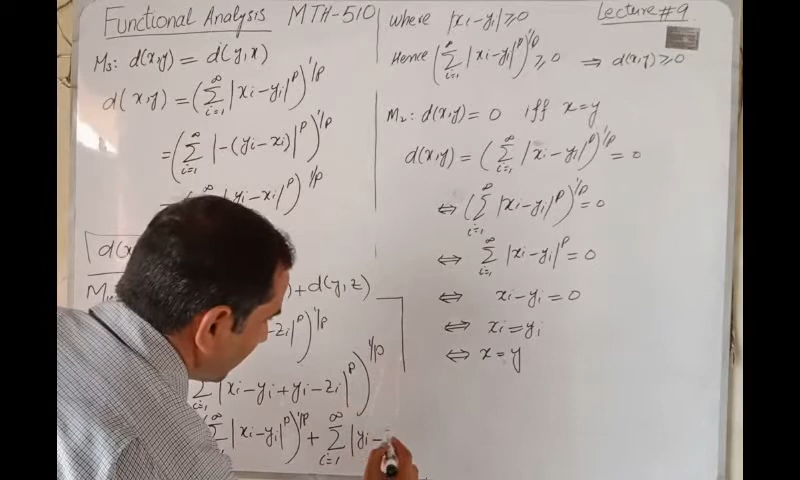 Functional Analysis MTH-510
M3: d(x,y) = d(y,x)
d(x,y) = (∑_{i=1}^{∞} |xi-yi|^p)^{1/p}
= (∑_{i=1}^{∞} |-(yi-xi)|^p)^{1/p}
|yi-xi|^p)^{1/p}
d(x
) + d(y,z)
zi|^p)^{1/p}
∑_{i=1} |xi-yi+yi-zi|^p)^{1/p}
∑^{∞} |xi-yi|^p)^{1/p} + ∑_{i=1}^{∞} |yi-
Lecture #9
where |xi-yi| ≥ 0
Hence (∑_{i=1}^{∞} |xi-yi|^p)^{1/p} ≥ 0 ⇒ d(x,y) ≥ 0
M2: d(x,y) = 0 iff x=y
d(x,y) = (∑_{i=1}^{∞} |xi-yi|^p)^{1/p} = 0
⇔ (∑_{i=1}^{∞} |xi-yi|^p)^{1/p} = 0
⇔ ∑_{i=1}^{∞} |xi-yi|^p = 0
⇔ xi-yi = 0
⇔ xi = yi
⇔ x = y